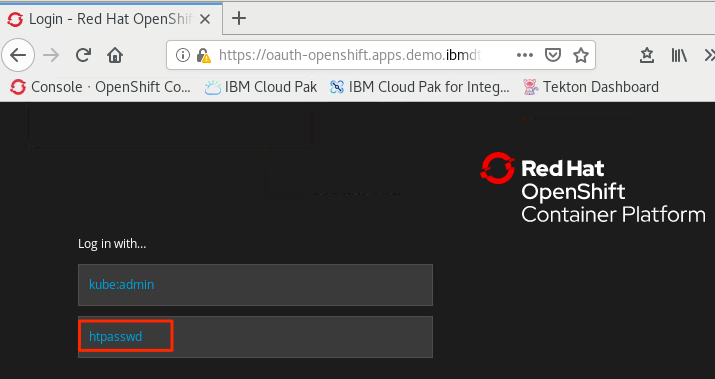 Login - Red Hat OpenShift
https://oauth-openshift.apps.demo.ibmdt
Console · OpenShift Co... IBM Cloud Pak IBM Cloud Pak for Integ... Tekton Dashboard
Red Hat
OpenShift
Container Platform
Log in with...
kube:admin
htpasswd